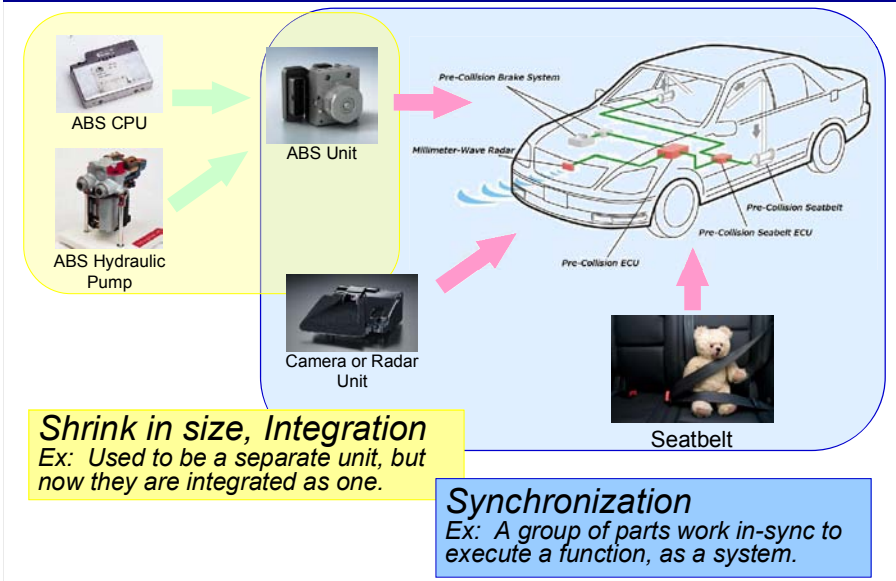 ABS CPU
ABS Hydraulic
Pump
ABS Unit
Camera or Radar
Unit
Pre-Collision Brake System
Millimeter-Wave Radar
Pre-Collision Seatbelt
Pre-Collision Seabelt ECU
Pre-Collision ECU
Seatbelt
Shrink in size, Integration
Ex: Used to be a separate unit, but
now they are integrated as one.
Synchronization
Ex: A group of parts work in-sync to
execute a function, as a system.